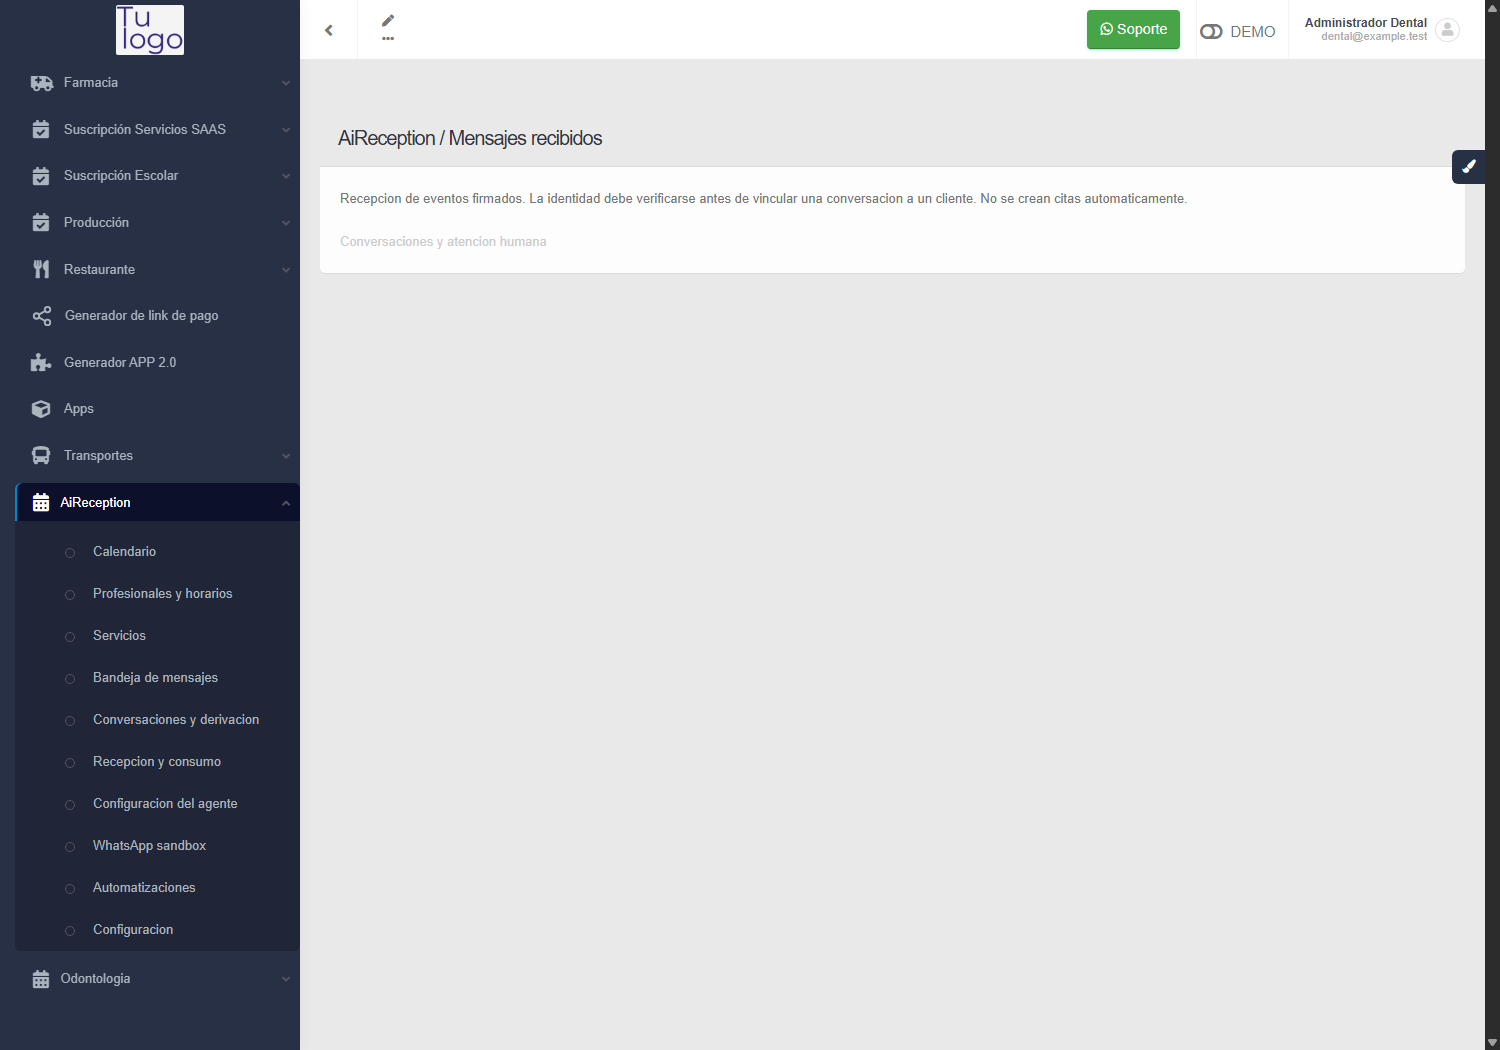 Tu
logo
Farmacia
Suscripción Servicios SAAS
Suscripción Escolar
Producción
Restaurante
Generador de link de pago
Generador APP 2.0
Apps
Transportes
AiReception
Calendario
Profesionales y horarios
Servicios
Bandeja de mensajes
Conversaciones y derivacion
Recepcion y consumo
Configuracion del agente
WhatsApp sandbox
Automatizaciones
Configuracion
Odontologia
Soporte
DEMO
Administrador Dental
dental@example.test
AiReception / Mensajes recibidos
Recepcion de eventos firmados. La identidad debe verificarse antes de vincular una conversacion a un cliente. No se crean citas automaticamente.
Conversaciones y atencion humana